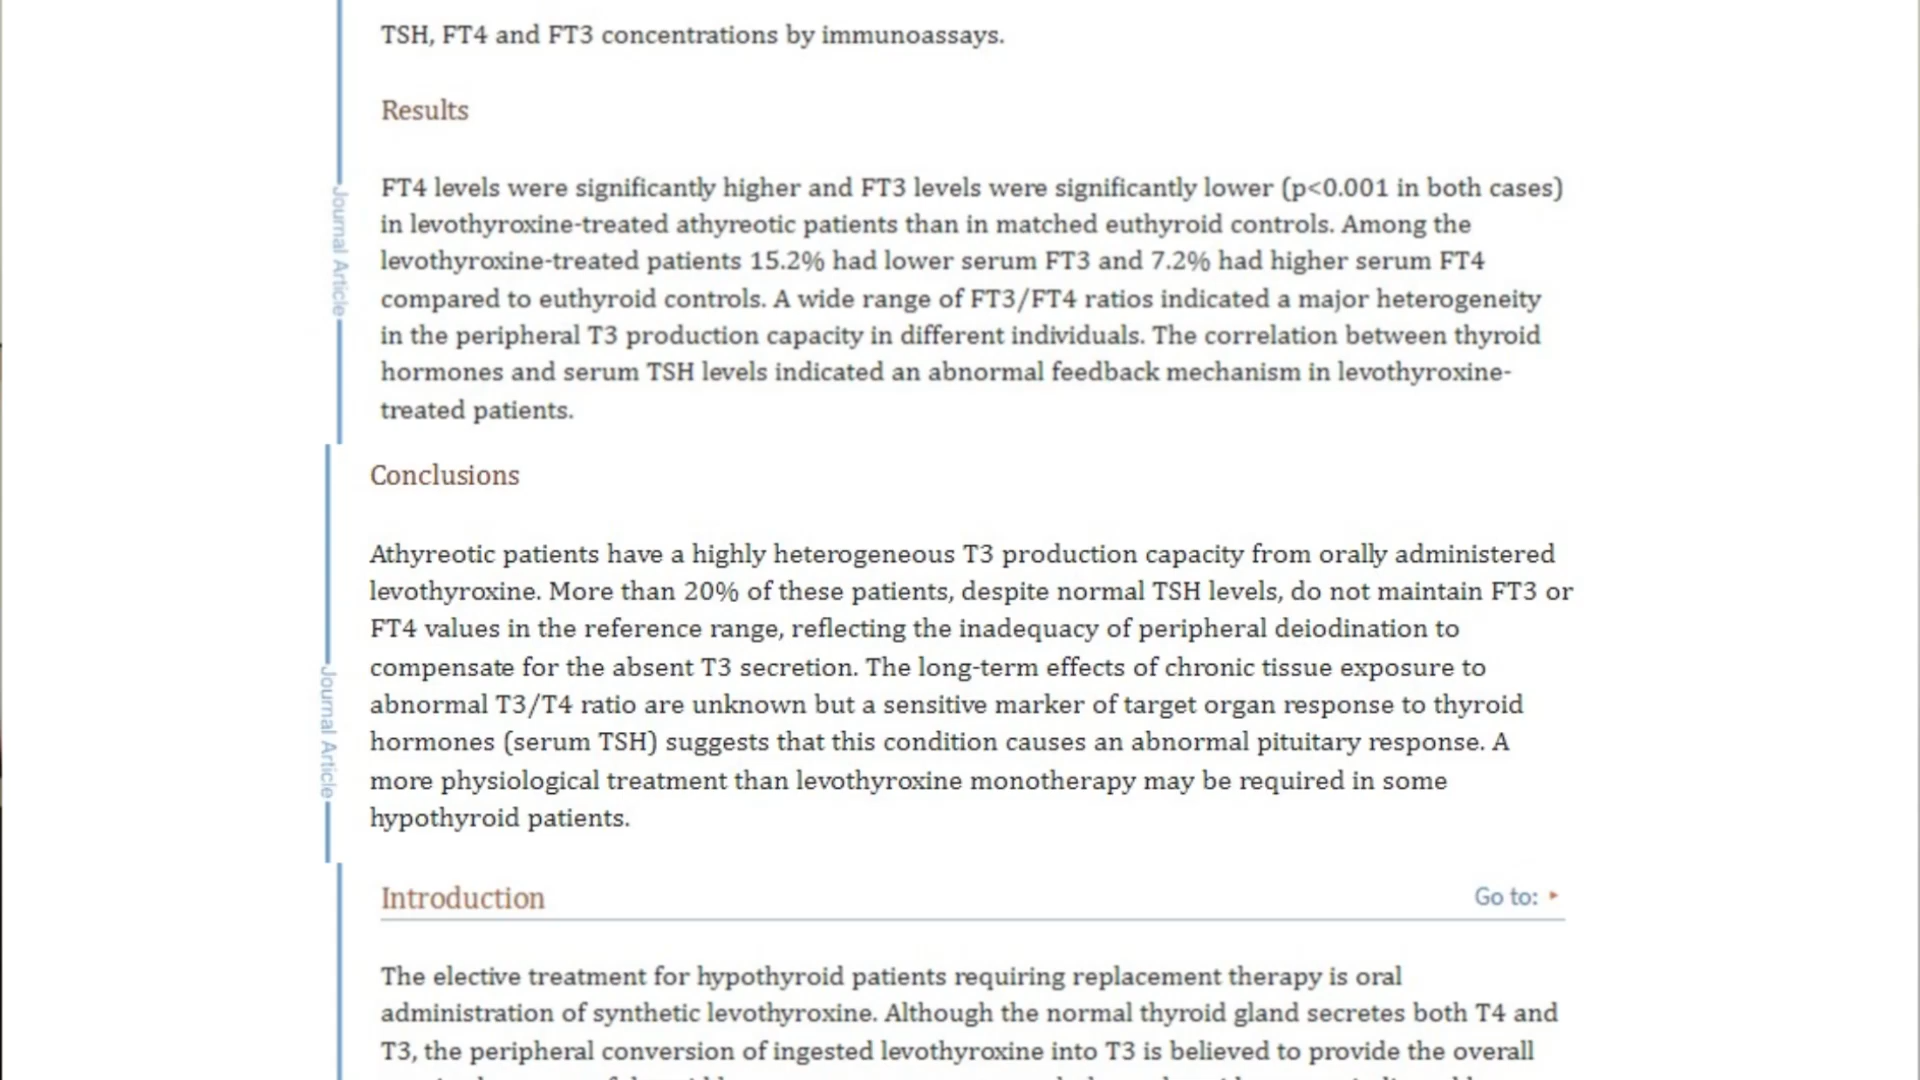 TSH, FT4 and FT3 concentrations by immunoassays.
Results
FT4 levels were significantly higher and FT3 levels were significantly lower (p<0.001 in both cases)
in levothyroxine-treated athyreotic patients than in matched euthyroid controls. Among the
levothyroxine-treated patients 15.2% had lower serum FT3 and 7.2% had higher serum FT4
compared to euthyroid controls. A wide range of FT3/FT4 ratios indicated a major heterogeneity
in the peripheral T3 production capacity in different individuals. The correlation between thyroid
hormones and serum TSH levels indicated an abnormal feedback mechanism in levothyroxine-
treated patients.
Journal Article
Conclusions
Athyreotic patients have a highly heterogeneous T3 production capacity from orally administered
levothyroxine. More than 20% of these patients, despite normal TSH levels, do not maintain FT3 or
FT4 values in the reference range, reflecting the inadequacy of peripheral deiodination to
compensate for the absent T3 secretion. The long-term effects of chronic tissue exposure to
abnormal T3/T4 ratio are unknown but a sensitive marker of target organ response to thyroid
hormones (serum TSH) suggests that this condition causes an abnormal pituitary response. A
more physiological treatment than levothyroxine monotherapy may be required in some
hypothyroid patients.
Journal Article
Introduction
Go to:
The elective treatment for hypothyroid patients requiring replacement therapy is oral
administration of synthetic levothyroxine. Although the normal thyroid gland secretes both T4 and
T3, the peripheral conversion of ingested levothyroxine into T3 is believed to provide the overall